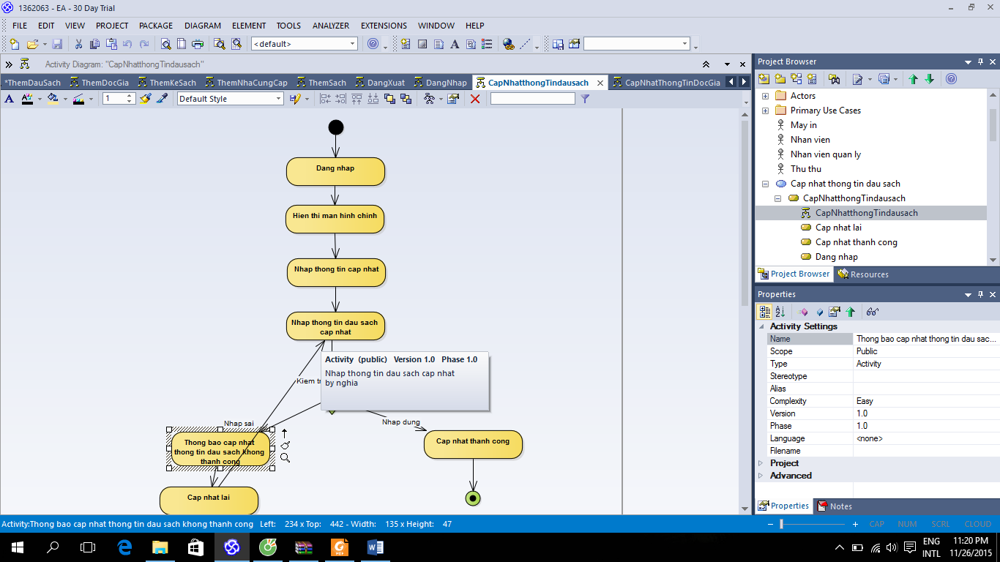 1362063 - EA - 30 Day Trial
FILE EDIT VIEW PROJECT PACKAGE DIAGRAM ELEMENT TOOLS ANALYZER EXTENSIONS WINDOW HELP
<default>
Activity Diagram: "CapNhatthongTindausach"
*ThemDauSach ThemDocGia ThemKeSach ThemNhaCungCap ThemSach DangXuat DangNhap CapNhatthongTindausach CapNhatThongTinDocGia
1 Default Style
Dang nhap
Hien thi man hinh chinh
Nhap thong tin cap nhat
Nhap thong tin dau sach
cap nhat
Activity (public) Version 1.0 Phase 1.0
Nhap thong tin dau sach cap nhat
by nghia
Kiem tr
Nhap sai
Nhap dung
Thong bao cap nhat
thong tin dau sach khong
thanh cong
Cap nhat thanh cong
Cap nhat lai
Project Browser
Actors
Primary Use Cases
May in
Nhan vien
Nhan vien quan ly
Thu thu
Cap nhat thong tin dau sach
CapNhatthongTindausach
CapNhatthongTindausach
Cap nhat lai
Cap nhat thanh cong
Dang nhap
Project Browser Resources
Properties
Activity Settings
Name Thong bao cap nhat thong tin dau sac...
Scope Public
Type Activity
Stereotype
Alias
Complexity Easy
Version 1.0
Phase 1.0
Language <none>
Filename
Project
Advanced
Properties Notes
Activity:Thong bao cap nhat thong tin dau sach khong thanh cong Left: 234 x Top: 442 - Width: 135 x Height: 47
CAP NUM SCRL CLOUD
ENG
INTL
11:20 PM
11/26/2015